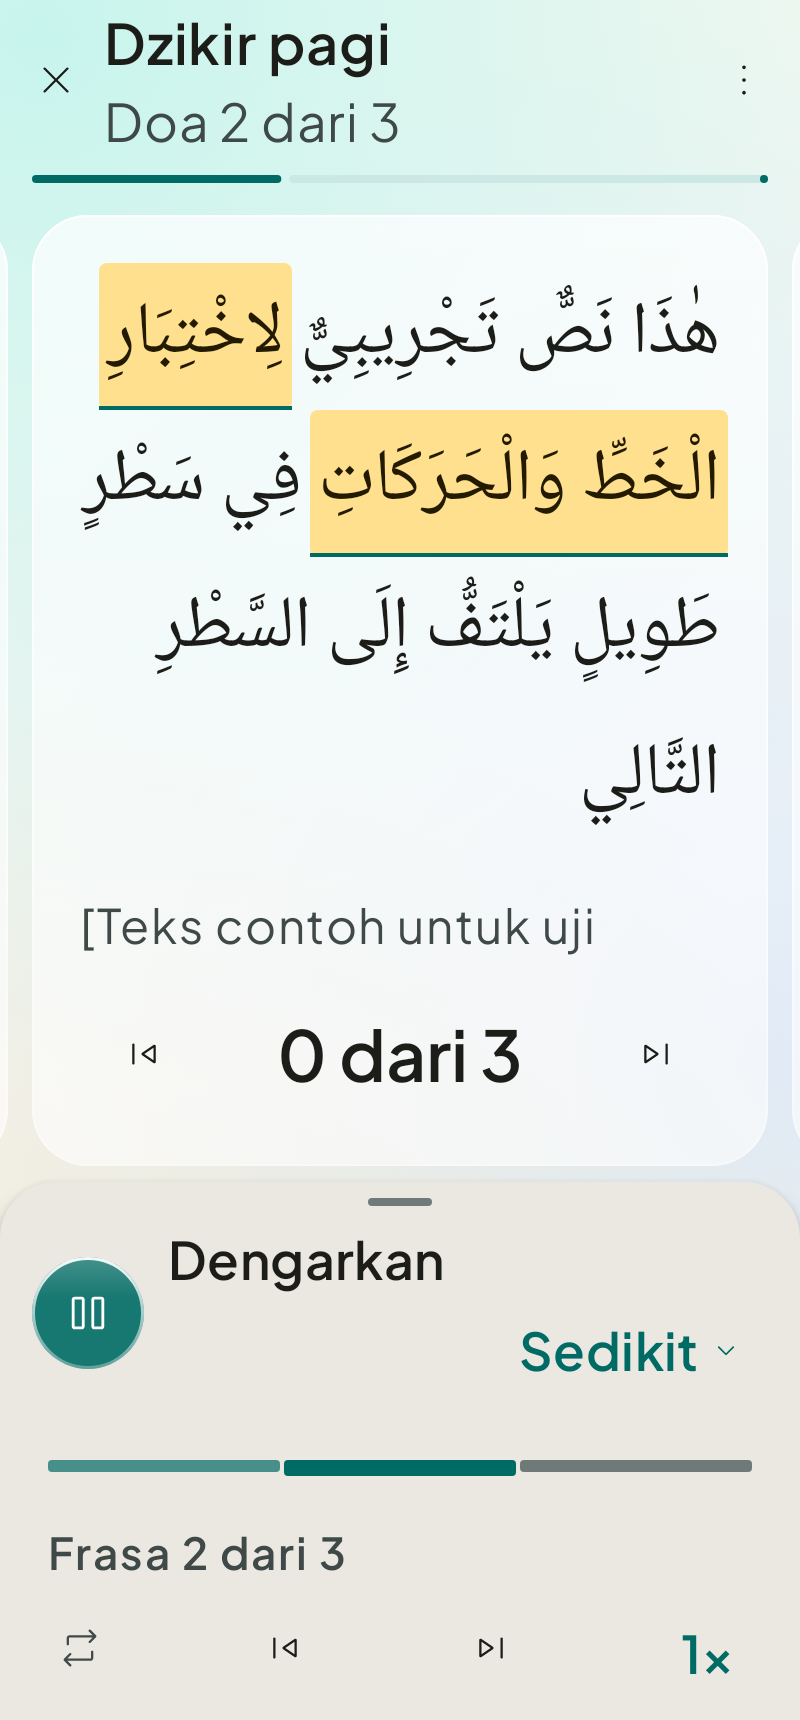 Dzikir pagi
Doa 2 dari 3
هٰذَا نَصٌّ تَجْرِيبِيٌّ لِاخْتِبَارِ
الْخَطِّ وَالْحَرَكَاتِ فِي سَطْرٍ
طَوِيلٍ يَلْتَفُّ إِلَى السَّطْرِ
التَّالِي
[Teks contoh untuk uji
0 dari 3
Dengarkan
Sedikit
Frasa 2 dari 3
1×